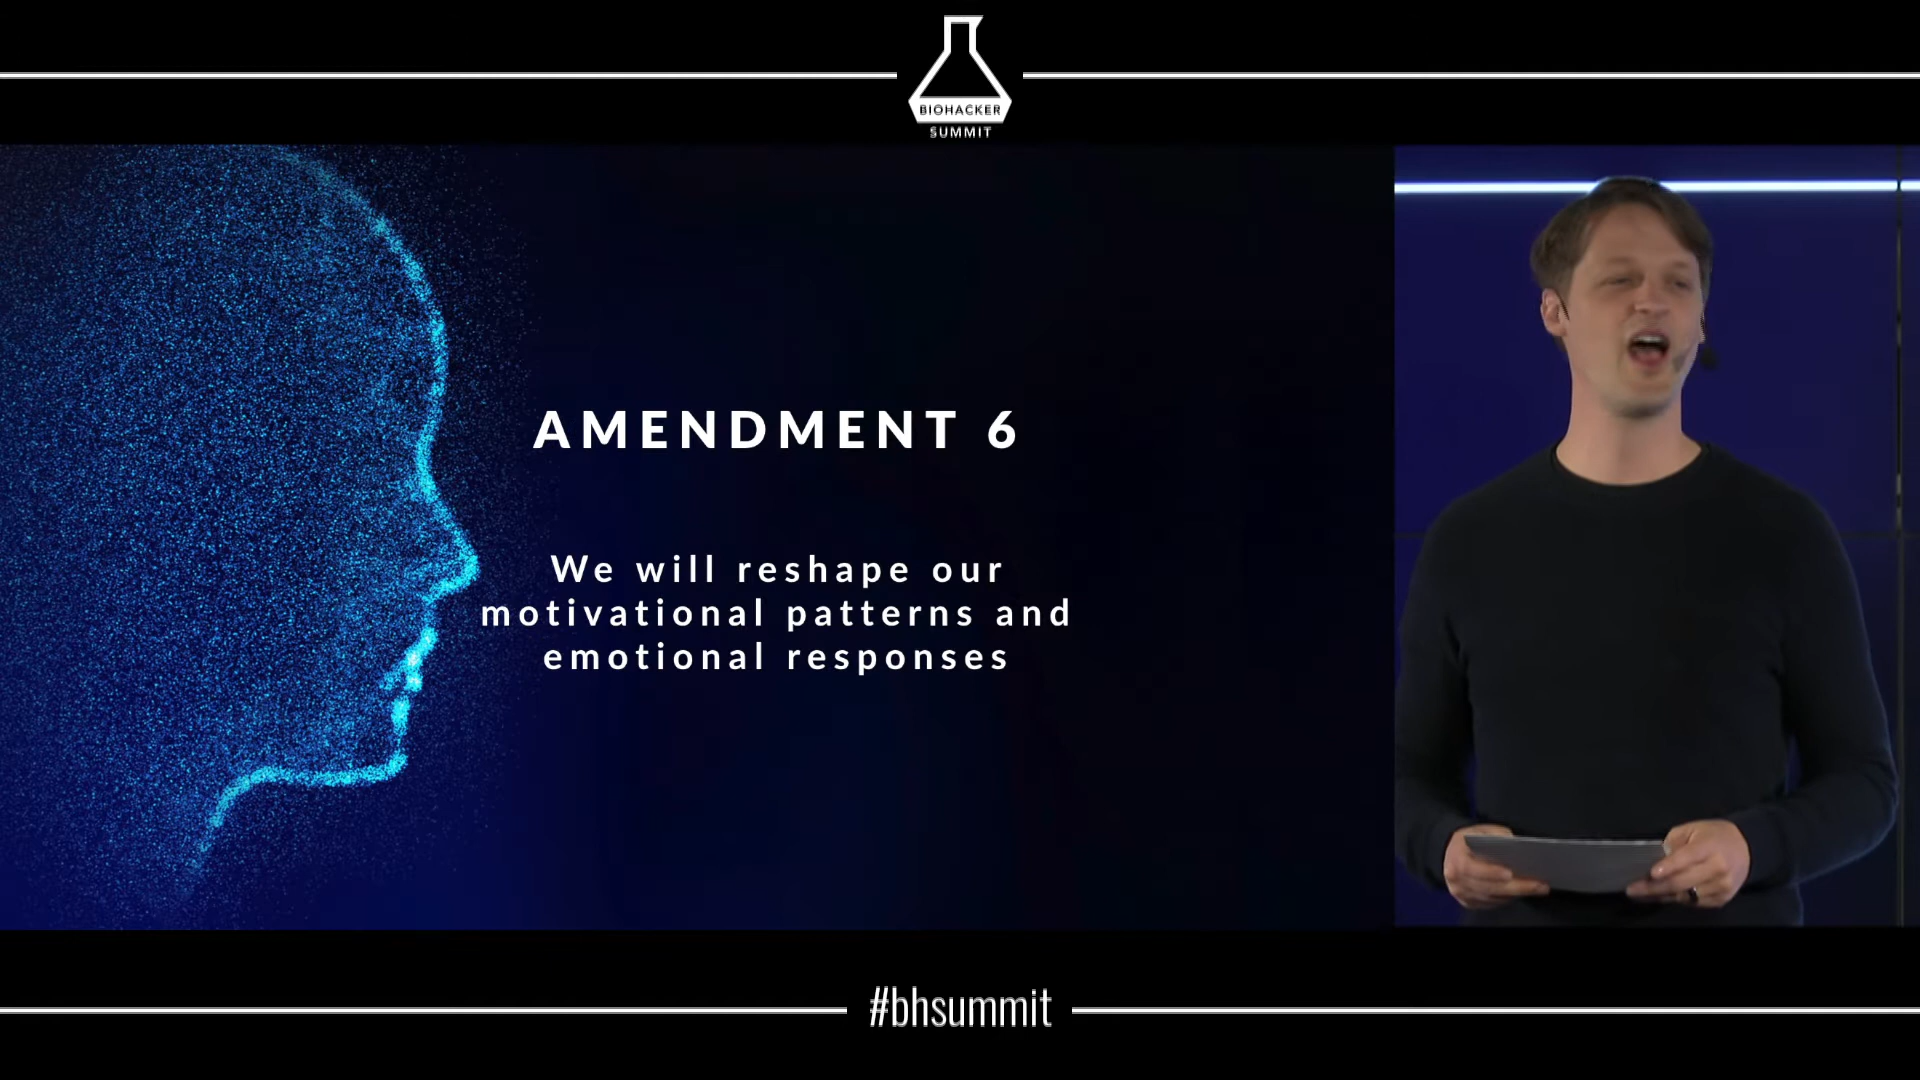 BIOHACKER
SUMMIT
AMENDMENT 6
We will reshape our
motivational patterns and
emotional responses
#bhsummit